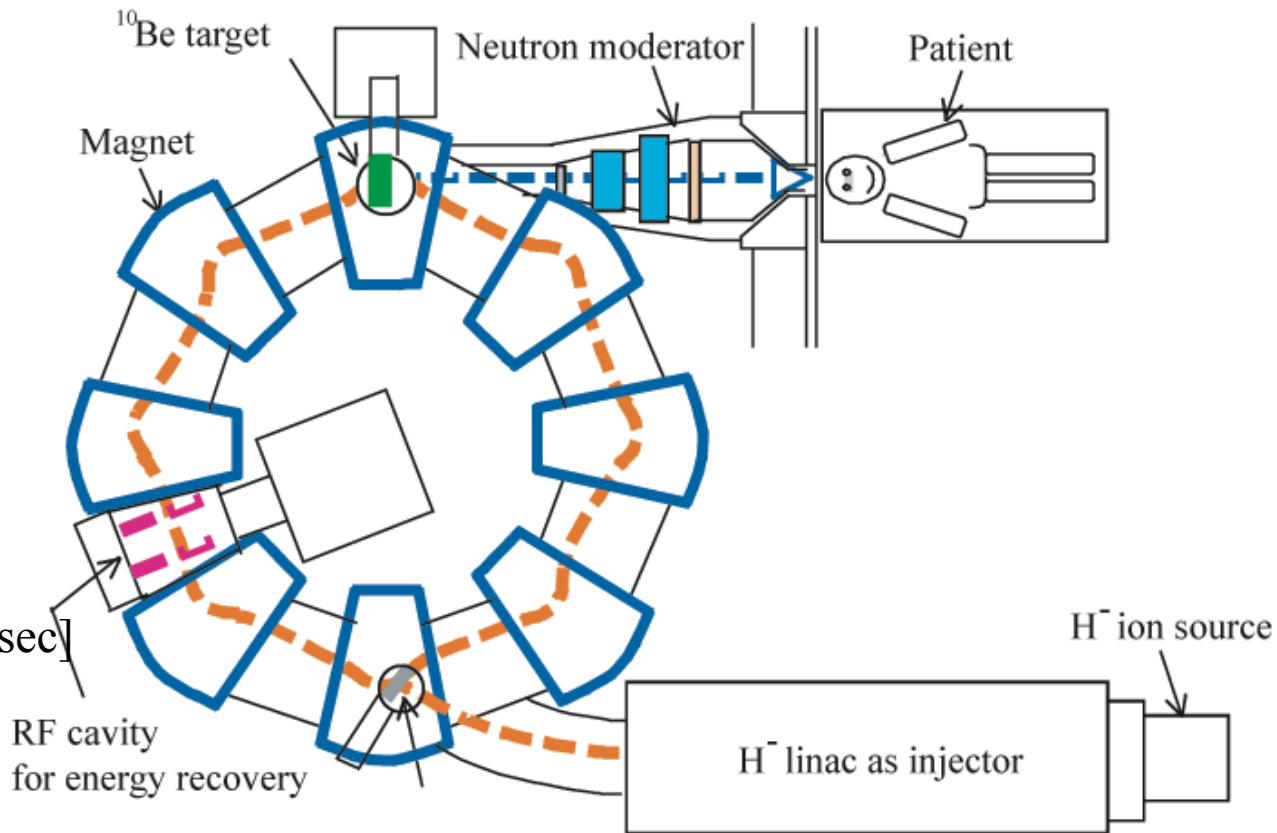 ¹⁰Be target
Neutron moderator
Patient
Magnet
sec]
RF cavity
for energy recovery
H⁻ linac as injector
H⁻ ion source